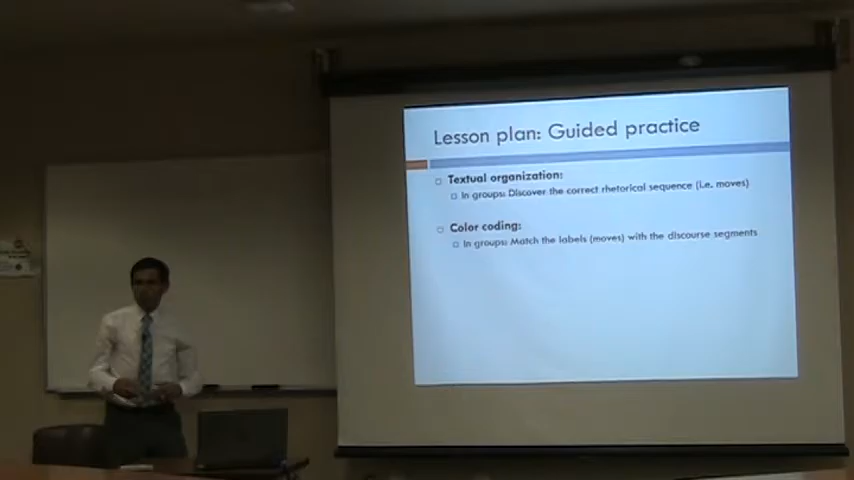 Lesson plan: Guided practice
Textual organization:
In groups: Discover the correct rhetorical sequence (i.e. moves)
Color coding:
In groups: Match the labels (moves) with the discourse segments